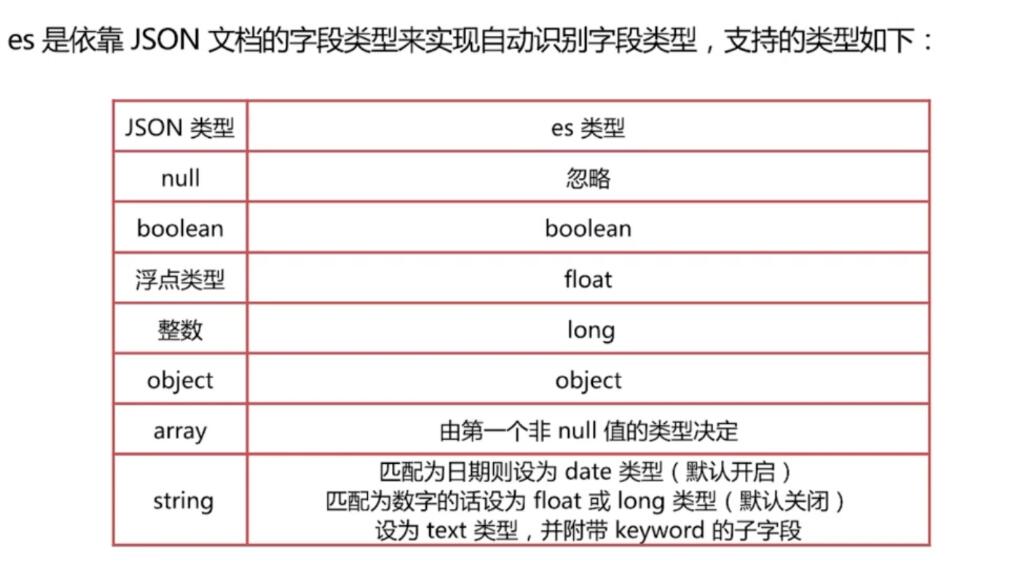 es 是依靠 JSON 文档的字段类型来实现自动识别字段类型，支持的类型如下：
JSON 类型 es 类型
null 忽略
boolean boolean
浮点类型 float
整数 long
object object
array 由第一个非 null 值的类型决定
匹配为日期则设为 date 类型（默认开启）
string 匹配为数字的话设为 float 或 long 类型（默认关闭）
设为 text 类型，并附带 keyword 的子字段